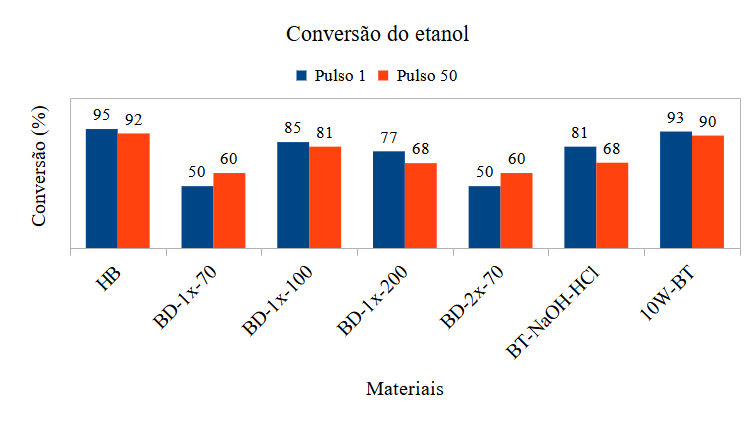 Conversão do etanol
Pulso 1 Pulso 50
Conversão (%)
95 92 50 60 85 81 77 68 50 60 81 68 93 90
HB BD-1x-70 BD-1x-100 BD-1x-200 BD-2x-70 BT-NaOH-HCl 10W-BT
Materiais